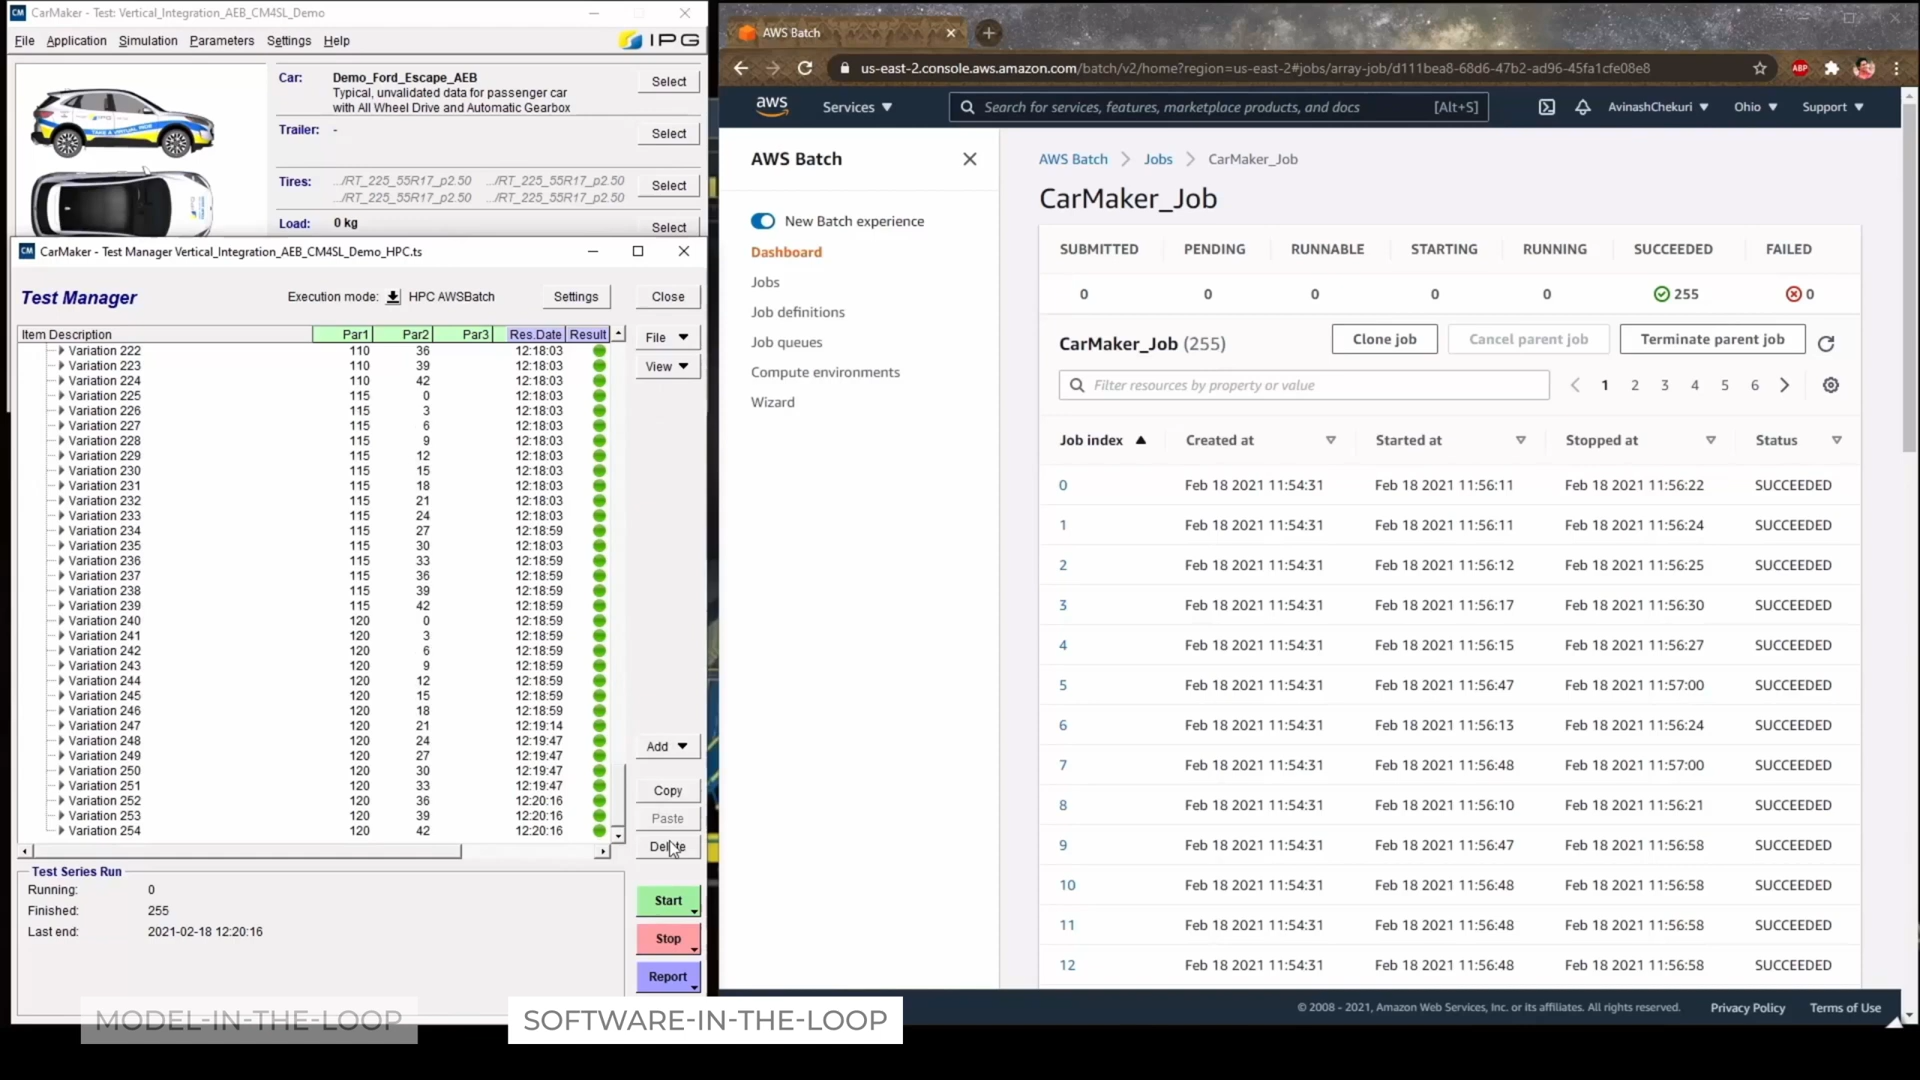 CarMaker - Test: Vertical_Integration_AEB_CM4SL_Demo
File Application Simulation Parameters Settings Help
IPG
Car: Demo_Ford_Escape_AEB Select
Typical, unvalidated data for passenger car
with All Wheel Drive and Automatic Gearbox
Trailer: - Select
Tires: .../RT_225_55R17_p2.50 .../RT_225_55R17_p2.50 Select
.../RT_225_55R17_p2.50 .../RT_225_55R17_p2.50
Load: 0 kg Select
CarMaker - Test Manager Vertical_Integration_AEB_CM4SL_Demo_HPC.ts
Test Manager Execution mode: HPC AWSBatch Settings Close
Item Description Par1 Par2 Par3 Res.Date Result File
Variation 222 110 36 12:18:03
Variation 223 110 39 12:18:03 View
Variation 224 110 42 12:18:03
Variation 225 115 0 12:18:03
Variation 226 115 3 12:18:03
Variation 227 115 6 12:18:03
Variation 228 115 9 12:18:03
Variation 229 115 12 12:18:03
Variation 230 115 15 12:18:03
Variation 231 115 18 12:18:03
Variation 232 115 21 12:18:03
Variation 233 115 24 12:18:03
Variation 234 115 27 12:18:59
Variation 235 115 30 12:18:03
Variation 236 115 33 12:18:59
Variation 237 115 36 12:18:59
Variation 238 115 39 12:18:59
Variation 239 115 42 12:18:59
Variation 240 120 0 12:18:59
Variation 241 120 3 12:18:59
Variation 242 120 6 12:18:59
Variation 243 120 9 12:18:59
Variation 244 120 12 12:18:59
Variation 245 120 15 12:18:59
Variation 246 120 18 12:18:59
Variation 247 120 21 12:19:14
Variation 248 120 24 12:19:47 Add
Variation 249 120 27 12:19:47
Variation 250 120 30 12:19:47
Variation 251 120 33 12:19:47 Copy
Variation 252 120 36 12:20:16
Variation 253 120 39 12:20:16 Paste
Variation 254 120 42 12:20:16
Delete
Test Series Run
Running: 0
Finished: 255
Last end: 2021-02-18 12:20:16
Start
Stop
Report
MODEL-IN-THE-LOOP SOFTWARE-IN-THE-LOOP
AWS Batch
us-east-2.console.aws.amazon.com/batch/v2/home?region=us-east-2#jobs/array-job/d111bea8-68d6-47b2-ad96-45fa1cfe08e8 ABP
aws Services Search for services, features, marketplace products, and docs [Alt+S] AvinashChekuri Ohio Support
AWS Batch
New Batch experience
Dashboard
Jobs
Job definitions
Job queues
Compute environments
Wizard
AWS Batch Jobs CarMaker_Job
CarMaker_Job
SUBMITTED PENDING RUNNABLE STARTING RUNNING SUCCEEDED FAILED
0 0 0 0 0 255 0
CarMaker_Job (255) Clone job Cancel parent job Terminate parent job
Filter resources by property or value 1 2 3 4 5 6
Job index Created at Started at Stopped at Status
0 Feb 18 2021 11:54:31 Feb 18 2021 11:56:11 Feb 18 2021 11:56:22 SUCCEEDED
1 Feb 18 2021 11:54:31 Feb 18 2021 11:56:11 Feb 18 2021 11:56:24 SUCCEEDED
2 Feb 18 2021 11:54:31 Feb 18 2021 11:56:12 Feb 18 2021 11:56:25 SUCCEEDED
3 Feb 18 2021 11:54:31 Feb 18 2021 11:56:17 Feb 18 2021 11:56:30 SUCCEEDED
4 Feb 18 2021 11:54:31 Feb 18 2021 11:56:15 Feb 18 2021 11:56:27 SUCCEEDED
5 Feb 18 2021 11:54:31 Feb 18 2021 11:56:47 Feb 18 2021 11:57:00 SUCCEEDED
6 Feb 18 2021 11:54:31 Feb 18 2021 11:56:13 Feb 18 2021 11:56:24 SUCCEEDED
7 Feb 18 2021 11:54:31 Feb 18 2021 11:56:48 Feb 18 2021 11:57:00 SUCCEEDED
8 Feb 18 2021 11:54:31 Feb 18 2021 11:56:10 Feb 18 2021 11:56:21 SUCCEEDED
9 Feb 18 2021 11:54:31 Feb 18 2021 11:56:47 Feb 18 2021 11:56:58 SUCCEEDED
10 Feb 18 2021 11:54:31 Feb 18 2021 11:56:48 Feb 18 2021 11:56:58 SUCCEEDED
11 Feb 18 2021 11:54:31 Feb 18 2021 11:56:48 Feb 18 2021 11:56:58 SUCCEEDED
12 Feb 18 2021 11:54:31 Feb 18 2021 11:56:48 Feb 18 2021 11:56:58 SUCCEEDED
© 2008 - 2021, Amazon Web Services, Inc. or its affiliates. All rights reserved. Privacy Policy Terms of Use